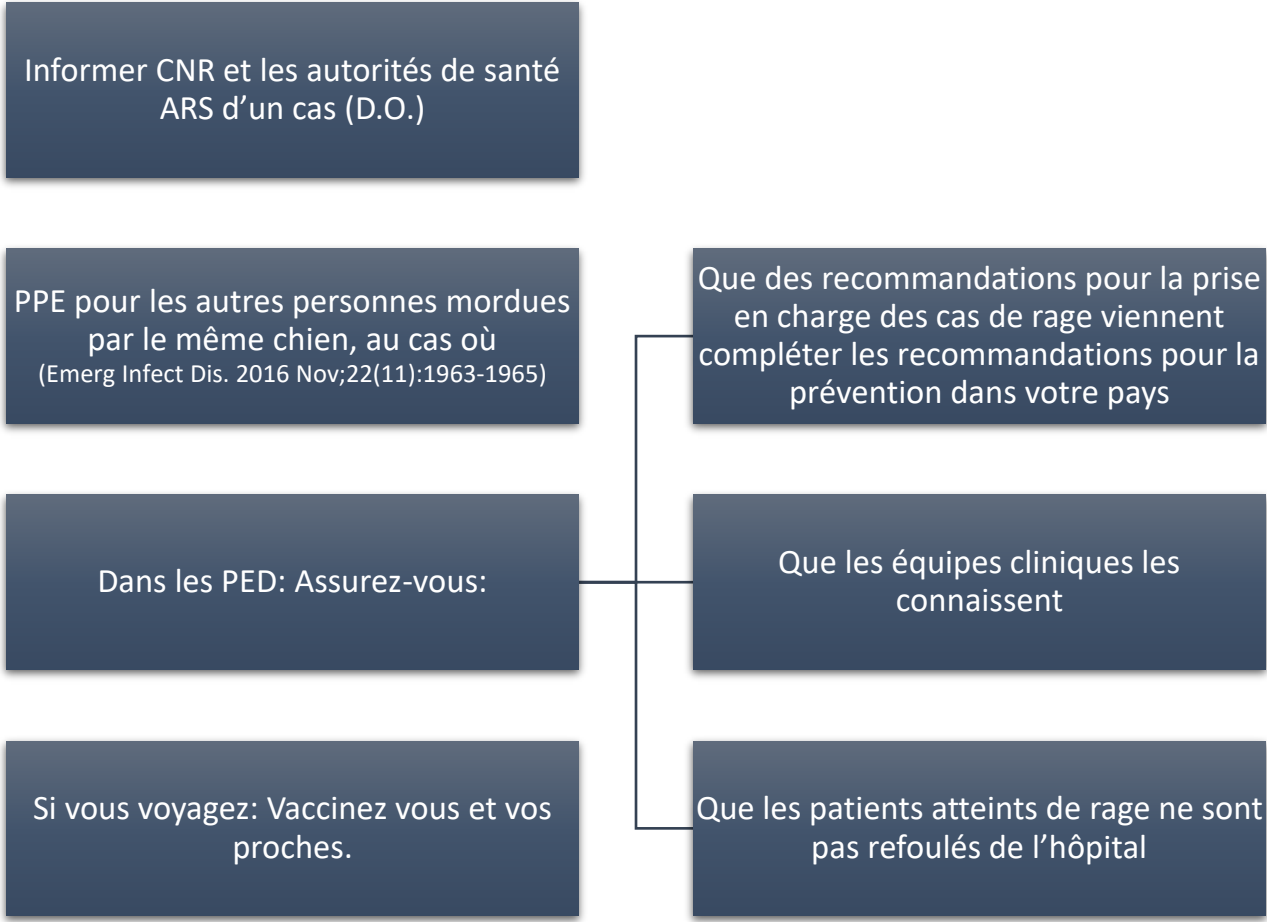 Informer CNR et les autorités de santé
ARS d’un cas (D.O.)
PPE pour les autres personnes mordues
par le même chien, au cas où
(Emerg Infect Dis. 2016 Nov;22(11):1963-1965)
Dans les PED: Assurez-vous:
Que des recommandations pour la prise
en charge des cas de rage viennent
compléter les recommandations pour la
prévention dans votre pays
Que les équipes cliniques les
connaissent
Que les patients atteints de rage ne sont
pas refoulés de l’hôpital
Si vous voyagez: Vaccinez vous et vos
proches.